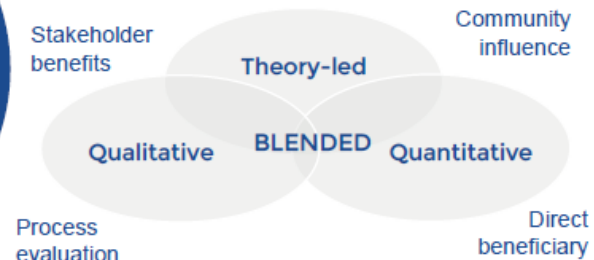 Stakeholder
benefits
Community
influence
Theory-led
Qualitative
BLENDED
Quantitative
Process
evaluation
Direct
beneficiary